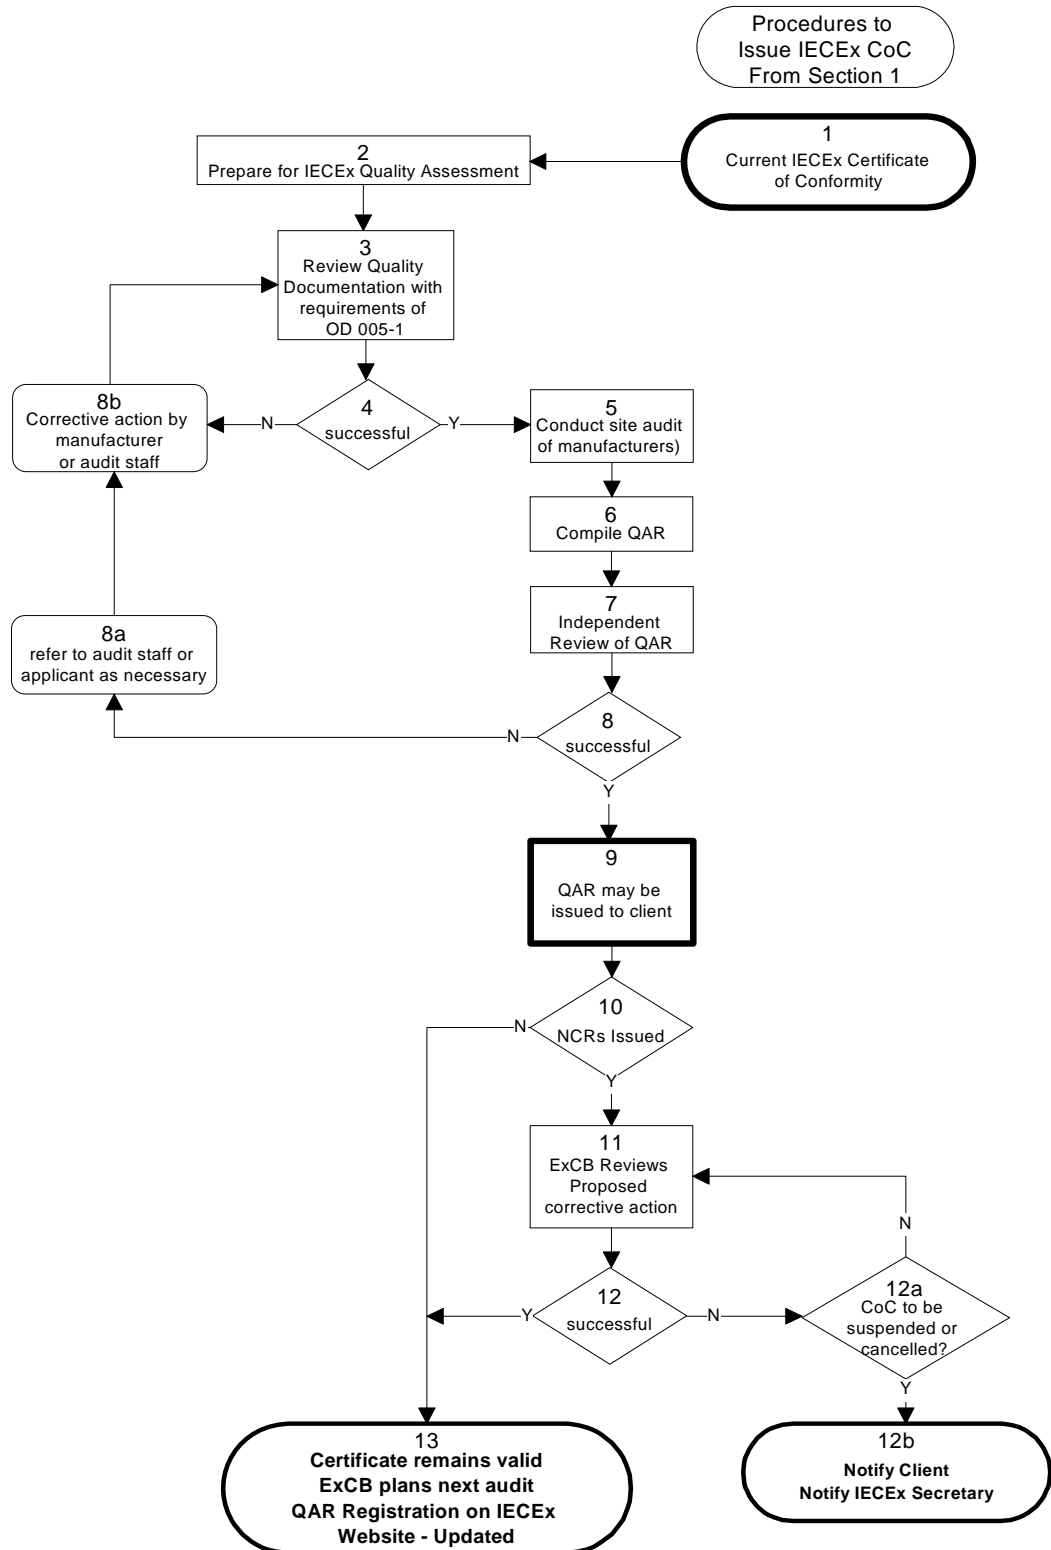 Procedures to
Issue IECEx CoC
From Section 1
1
Current IECEx Certificate
of Conformity
2
Prepare for IECEx Quality Assessment
3
Review Quality
Documentation with
requirements of
OD 005-1
4
successful
N
Y
8b
Corrective action by
manufacturer
or audit staff
5
Conduct site audit
of manufacturers)
6
Compile QAR
7
Independent
Review of QAR
8a
refer to audit staff or
applicant as necessary
8
successful
N
Y
9
QAR may be
issued to client
10
NCRs Issued
N
Y
11
ExCB Reviews
Proposed
corrective action
N
12
successful
Y
N
12a
CoC to be
suspended or
cancelled?
Y
13
Certificate remains valid
ExCB plans next audit
QAR Registration on IECEx
Website - Updated
12b
Notify Client
Notify IECEx Secretary